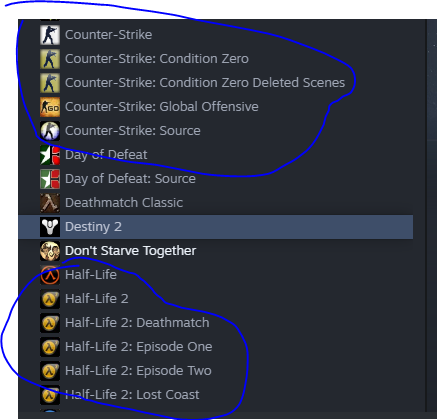 Counter-Strike
Counter-Strike: Condition Zero
Counter-Strike: Condition Zero Deleted Scenes
Counter-Strike: Global Offensive
Counter-Strike: Source
Day of Defeat
Day of Defeat: Source
Deathmatch Classic
Destiny 2
Don't Starve Together
Half-Life
Half-Life 2
Half-Life 2: Deathmatch
Half-Life 2: Episode One
Half-Life 2: Episode Two
Half-Life 2: Lost Coast